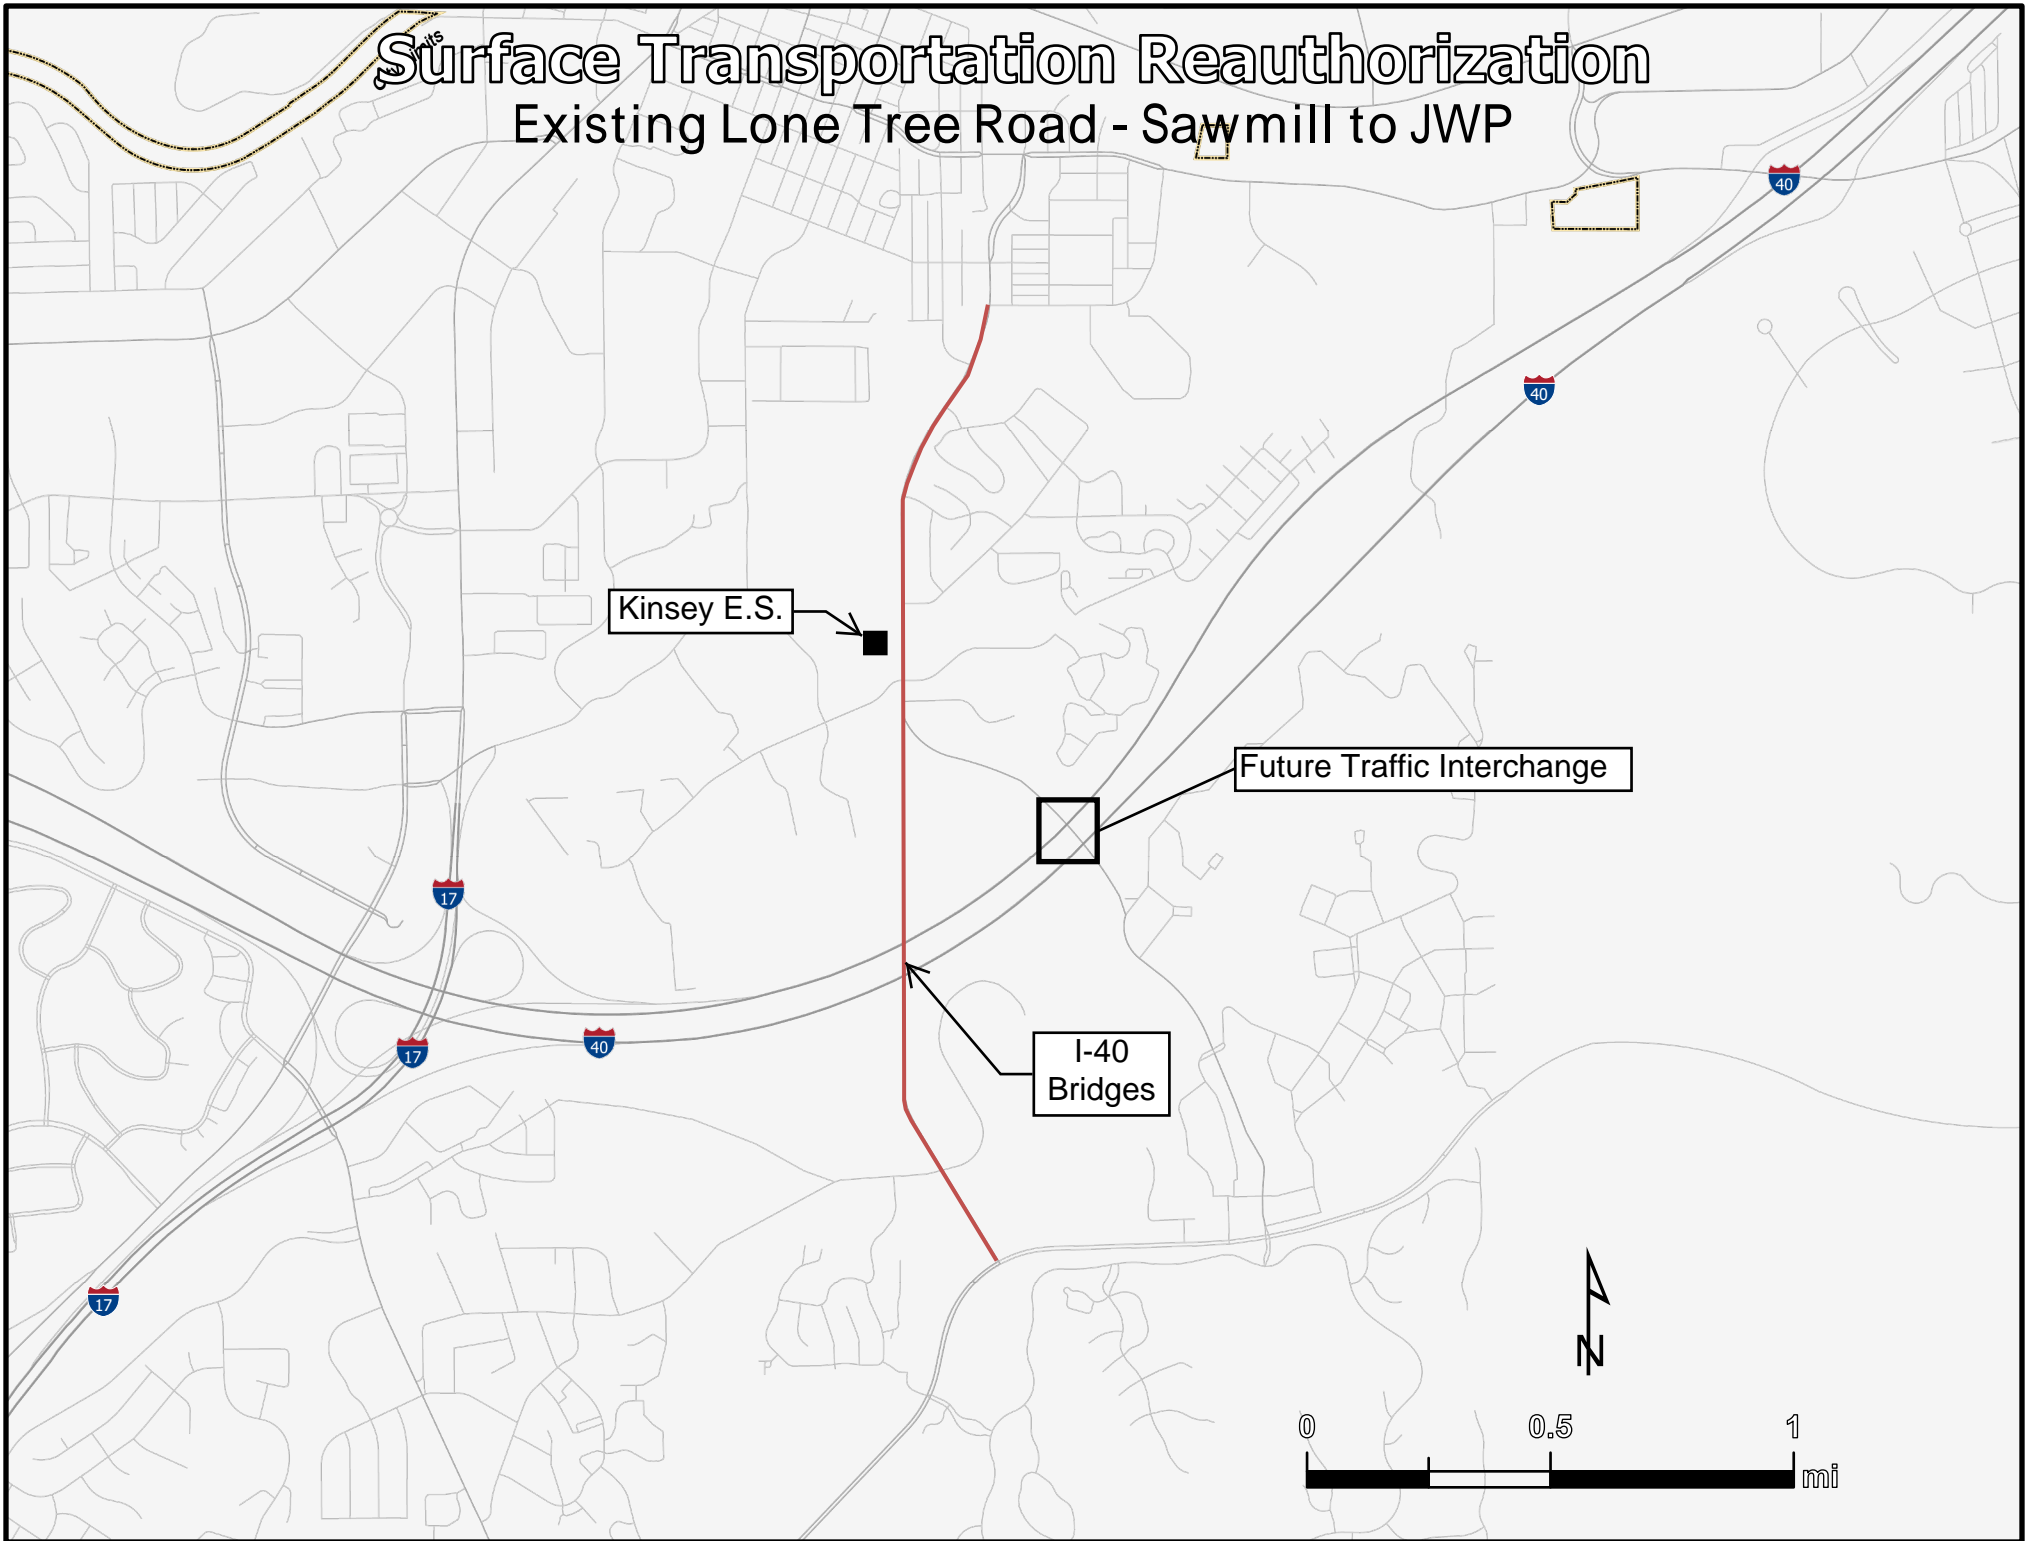 Surface Transportation Reauthorization
Existing Lone Tree Road - Sawmill to JWP
40
40
Kinsey E.S.
Future Traffic Interchange
17
17
40
I-40
Bridges
17
N
0 0.5 1
mi